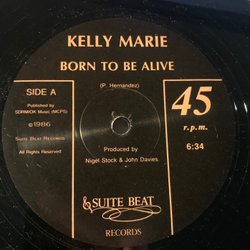 KELLY MARIE
BORN TO BE ALIVE
(P. Hernandez)
SIDE A
Published by
SDRMOK Music (MCPS)
℗1986
Suite Beat Records
All Rights Reserved
45
r.p.m.
6:34
Produced by
Nigel Stock & John Davies
SUITE BEAT
RECORDS